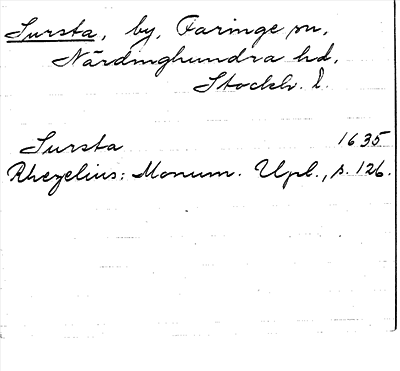 Sursta, by, Faringe sn,
Närdinghundra hd,
Stockh. l.
Sursta 1635
Rhezelius: Monum. Upl., s. 126.